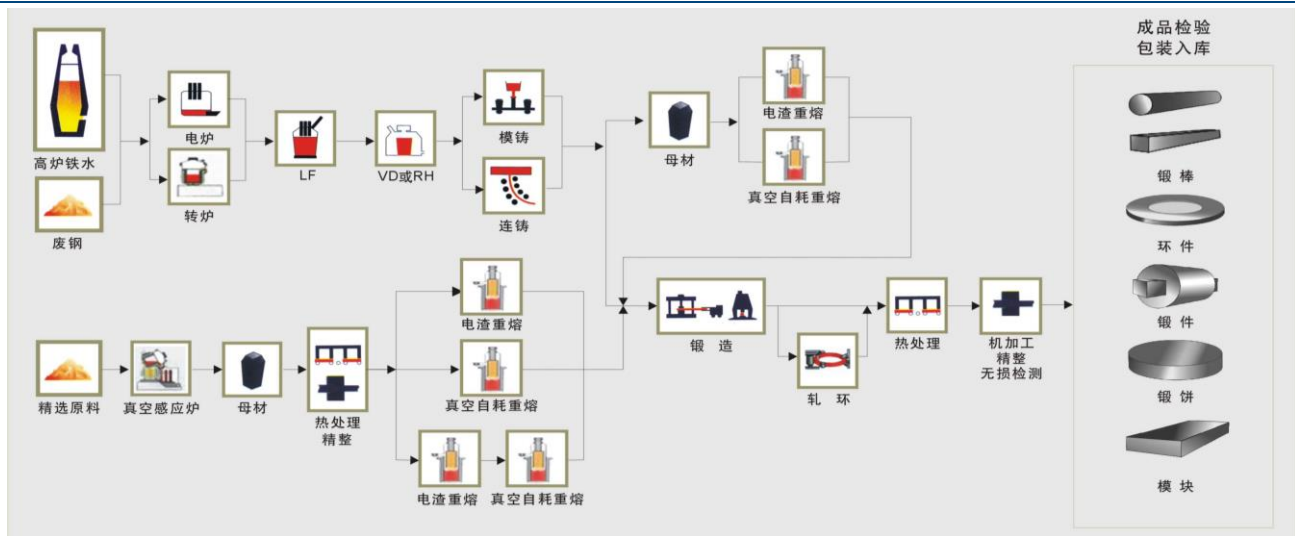 成品检验
包装入库
高炉铁水
废钢
电炉
转炉
LF
VD或RH
模铸
连铸
母材
电渣重熔
真空自耗重熔
锻棒
环件
锻件
锻饼
模块
精选原料
真空感应炉
母材
热处理
精整
电渣重熔
真空自耗重熔
电渣重熔
真空自耗重熔
锻造
轧环
热处理
机加工
精整
无损检测